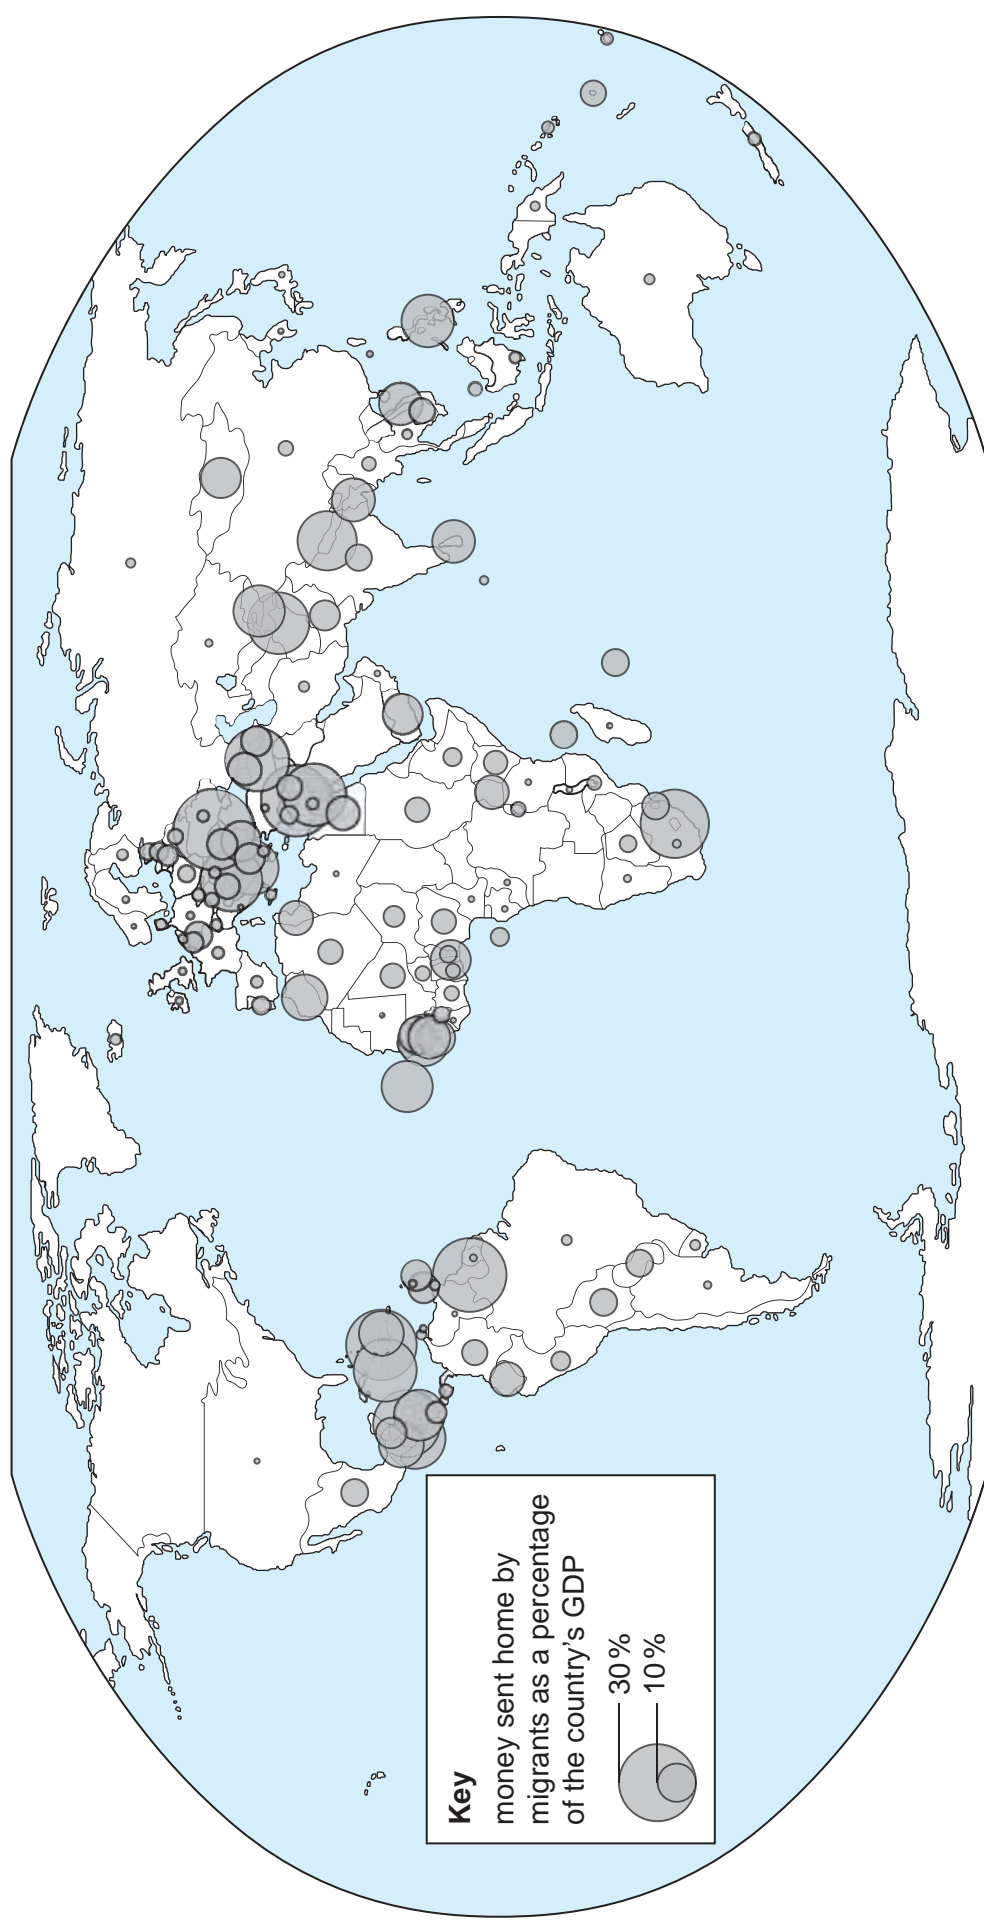 Key
money sent home by
migrants as a percentage
of the country's GDP
30%
10%